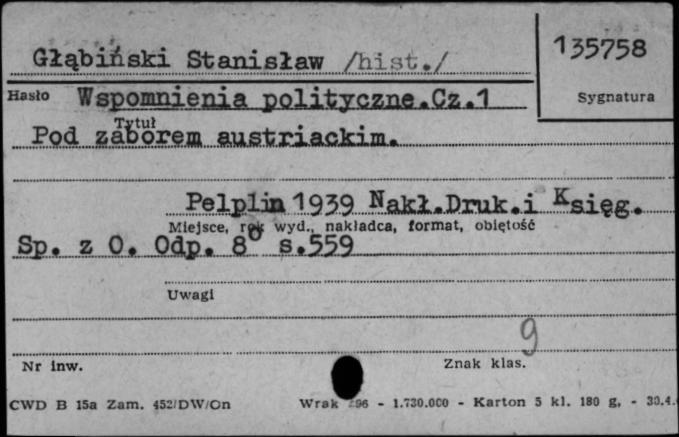 Głąbiński Stanisław /hist./
135758
Hasło Wspomnienia polityczne.Cz.1
Sygnatura
Tytuł
Pod zaborem austriackim.
Pelplin 1939 Nakł.Druk.i Księg.
Miejsce, rok wyd., nakładca, format, objętość
Sp. z O. Odp. 8° s.559
Uwagi
9
Nr inw.
Znak klas.
CWD B 15a Zam. 452/DW/On Wrak - 1.730.000 - Karton 5 kl. 180 g, - 30.4.